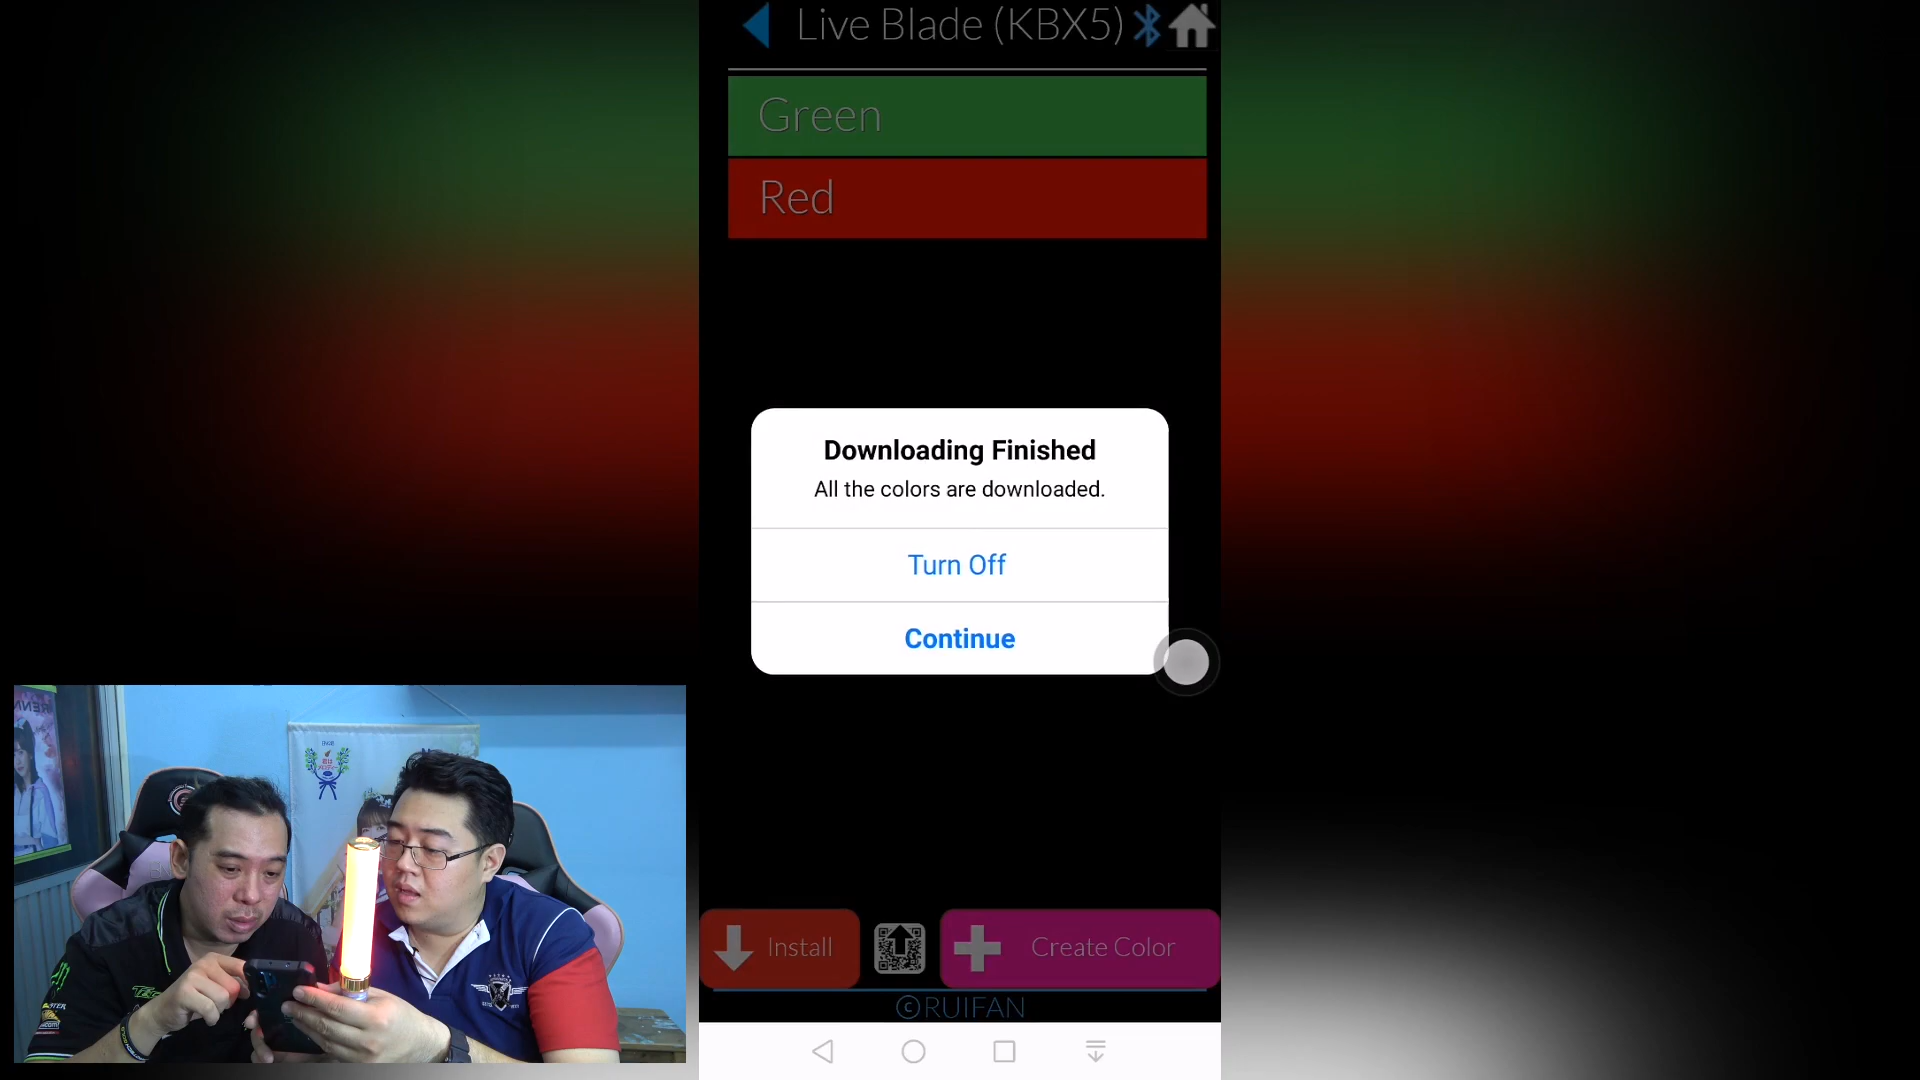 Live Blade (KBX5)
Green
Red
Downloading Finished
All the colors are downloaded.
Turn Off
Continue
Install
Create Color
©RUIFAN